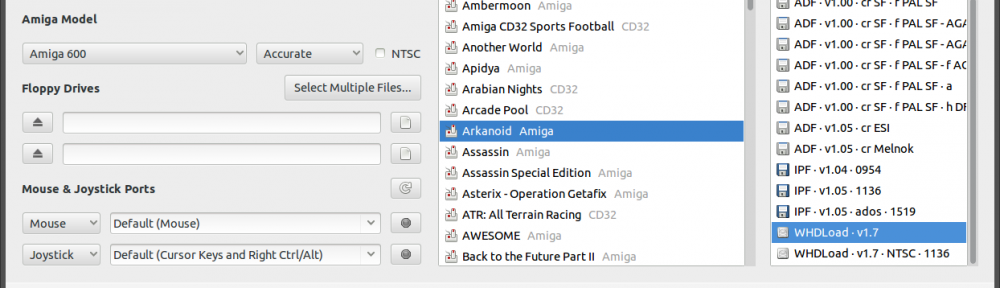 Amiga Model
Amiga 600
Accurate
NTSC
Floppy Drives
Select Multiple Files...
Mouse & Joystick Ports
Mouse
Default (Mouse)
Joystick
Default (Cursor Keys and Right Ctrl/Alt)
Ambermoon Amiga
Amiga CD32 Sports Football CD32
Another World Amiga
Apidya Amiga
Arabian Nights CD32
Arcade Pool CD32
Arkanoid Amiga
Assassin Amiga
Assassin Special Edition Amiga
Asterix - Operation Getafix Amiga
ATR: All Terrain Racing CD32
AWESOME Amiga
Back to the Future Part II Amiga
IPF · v1.00 · cr SF · f PAL SF
ADF · v1.00 · cr SF · f PAL SF - AGA
ADF · v1.00 · cr SF · f PAL SF - AGA
ADF · v1.00 · cr SF · f PAL SF - f AG
ADF · v1.00 · cr SF · f PAL SF · a
ADF · v1.00 · cr SF · f PAL SF · h DF
ADF · v1.05 · cr ESI
ADF · v1.05 · cr Melnok
IPF · v1.04 · 0954
IPF · v1.05 · 1136
IPF · v1.05 · ados · 1519
WHDLoad · v1.7
WHDLoad · v1.7 · NTSC · 1136